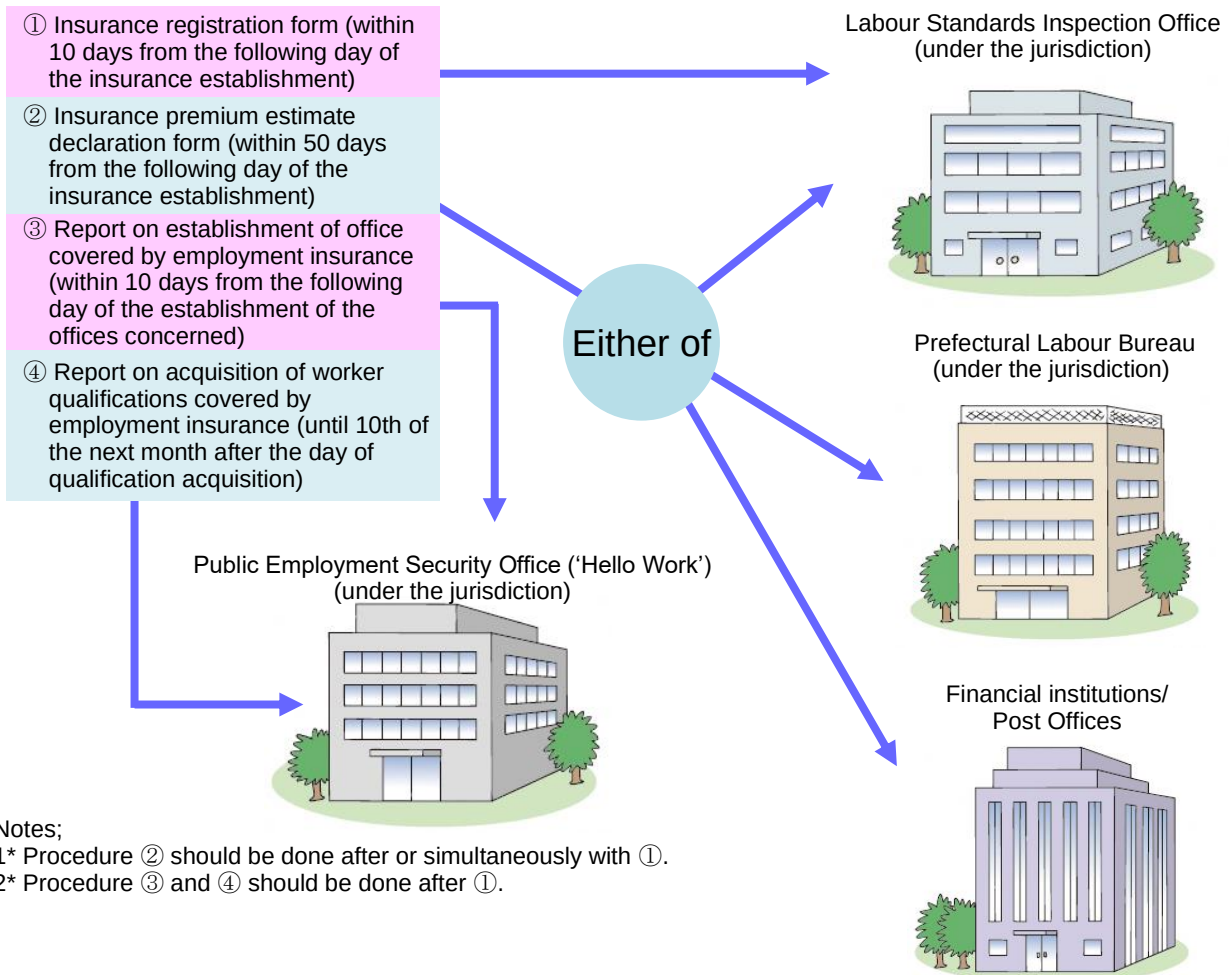 ① Insurance registration form (within
10 days from the following day of
the insurance establishment)
② Insurance premium estimate
declaration form (within 50 days
from the following day of the
insurance establishment)
③ Report on establishment of office
covered by employment insurance
(within 10 days from the following
day of the establishment of the
offices concerned)
④ Report on acquisition of worker
qualifications covered by
employment insurance (until 10th of
the next month after the day of
qualification acquisition)
Labour Standards Inspection Office
(under the jurisdiction)
Either of
Prefectural Labour Bureau
(under the jurisdiction)
Public Employment Security Office (‘Hello Work’)
(under the jurisdiction)
Financial institutions/
Post Offices
Notes;
1* Procedure ② should be done after or simultaneously with ①.
2* Procedure ③ and ④ should be done after ①.